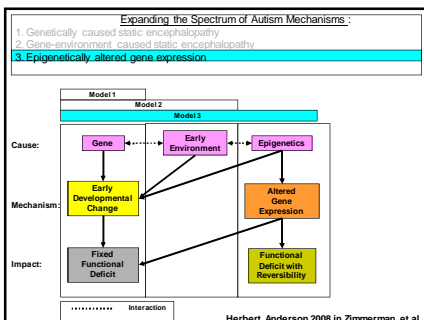 Expanding the Spectrum of Autism Mechanisms :
1. Genetically caused static encephalopathy
2. Gene-environment caused static encephalopathy
3. Epigenetically altered gene expression
Model 1
Model 2
Model 3
Cause:
Gene
Early
Environment
Epigenetics
Mechanism:
Early
Developmental
Change
Altered
Gene
Expression
Impact:
Fixed
Functional
Deficit
Functional
Deficit with
Reversibility
Interaction
Herbert, Anderson 2008 in Zimmerman, et al